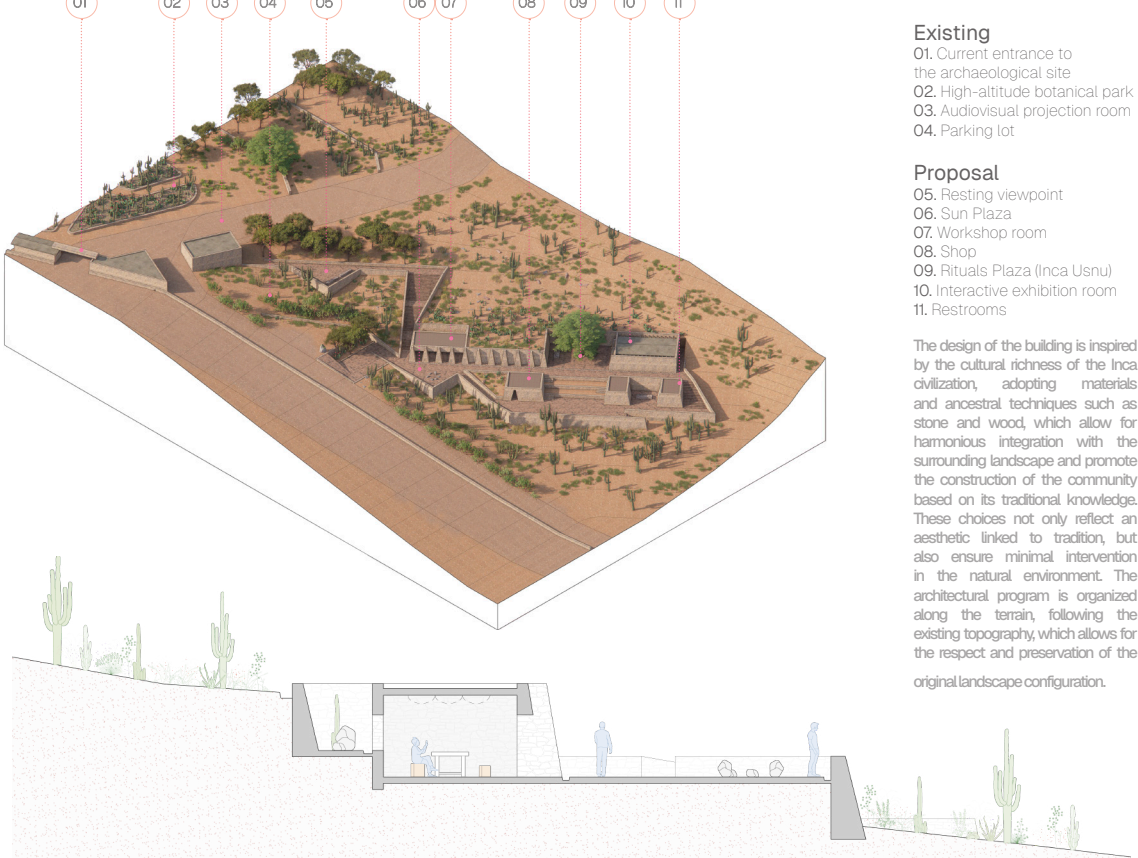 01 02 03 04 05 06 07 08 09 10 11
Existing
01. Current entrance to
the archaeological site
02. High-altitude botanical park
03. Audiovisual projection room
04. Parking lot
Proposal
05. Resting viewpoint
06. Sun Plaza
07. Workshop room
08. Shop
09. Rituals Plaza (Inca Usnu)
10. Interactive exhibition room
11. Restrooms
The design of the building is inspired
by the cultural richness of the Inca
civilization, adopting materials
and ancestral techniques such as
stone and wood, which allow for
harmonious integration with the
surrounding landscape and promote
the construction of the community
based on its traditional knowledge.
These choices not only reflect an
aesthetic linked to tradition, but
also ensure minimal intervention
in the natural environment. The
architectural program is organized
along the terrain, following the
existing topography, which allows for
the respect and preservation of the
original landscape configuration.